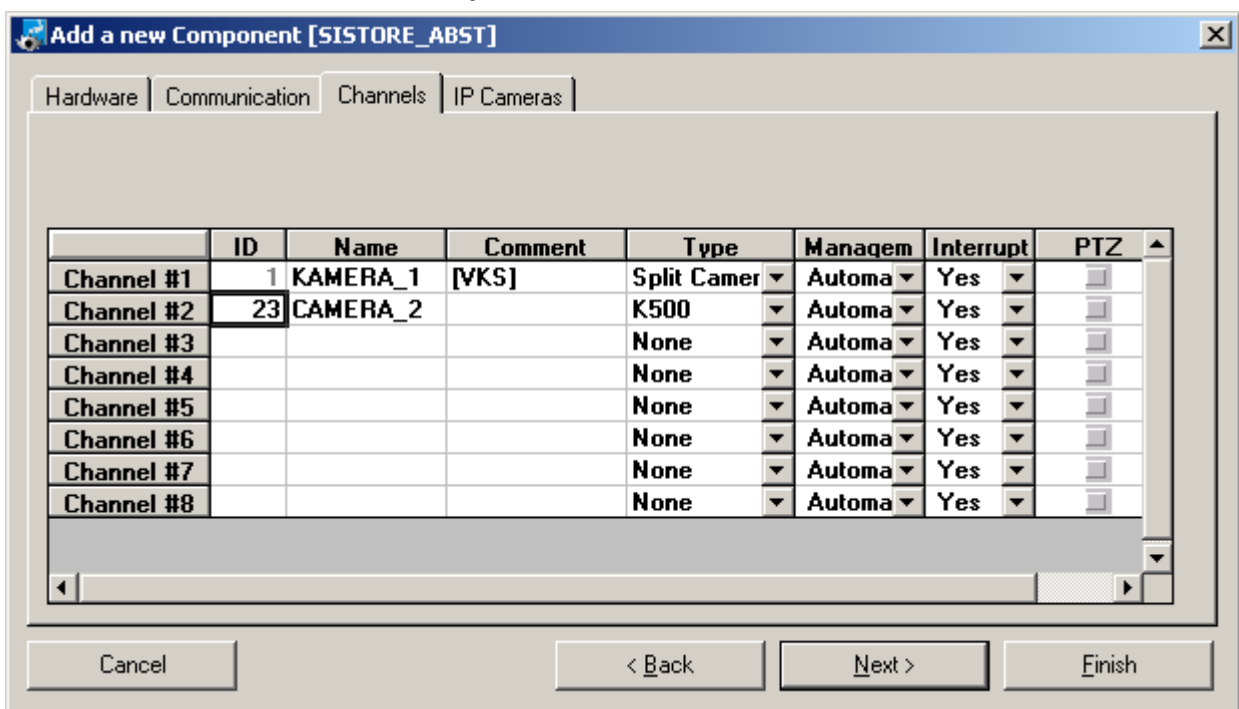 Add a new Component [SISTORE_ABST]
Hardware Communication Channels IP Cameras
ID Name Comment Type Managem Interrupt PTZ
Channel #1 1 KAMERA_1 [VKS] Split Camer Automa Yes
Channel #2 23 CAMERA_2 K500 Automa Yes
Channel #3 None Automa Yes
Channel #4 None Automa Yes
Channel #5 None Automa Yes
Channel #6 None Automa Yes
Channel #7 None Automa Yes
Channel #8 None Automa Yes
Cancel < Back Next > Finish